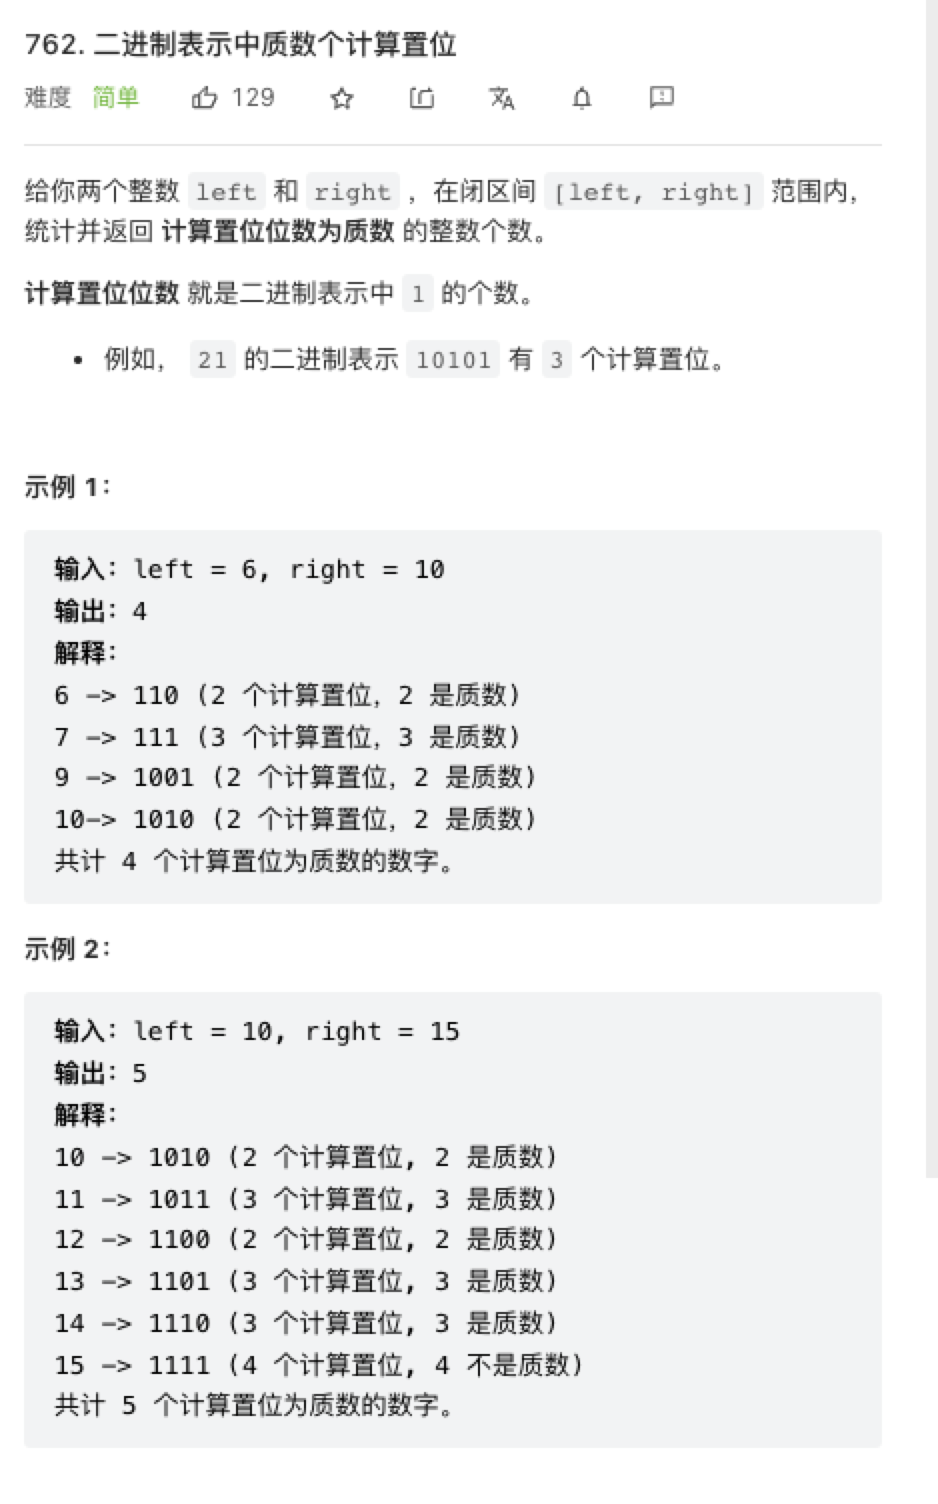 762. 二进制表示中质数个计算置位
难度 简单 129
给你两个整数 left 和 right ，在闭区间 [left, right] 范围内，
统计并返回 计算置位位数为质数 的整数个数。
计算置位位数 就是二进制表示中 1 的个数。
• 例如， 21 的二进制表示 10101 有 3 个计算置位。
示例 1：
输入：left = 6, right = 10
输出：4
解释：
6 -> 110 (2 个计算置位，2 是质数)
7 -> 111 (3 个计算置位，3 是质数)
9 -> 1001 (2 个计算置位，2 是质数)
10-> 1010 (2 个计算置位，2 是质数)
共计 4 个计算置位为质数的数字。
示例 2：
输入：left = 10, right = 15
输出：5
解释：
10 -> 1010 (2 个计算置位, 2 是质数)
11 -> 1011 (3 个计算置位, 3 是质数)
12 -> 1100 (2 个计算置位, 2 是质数)
13 -> 1101 (3 个计算置位, 3 是质数)
14 -> 1110 (3 个计算置位, 3 是质数)
15 -> 1111 (4 个计算置位, 4 不是质数)
共计 5 个计算置位为质数的数字。